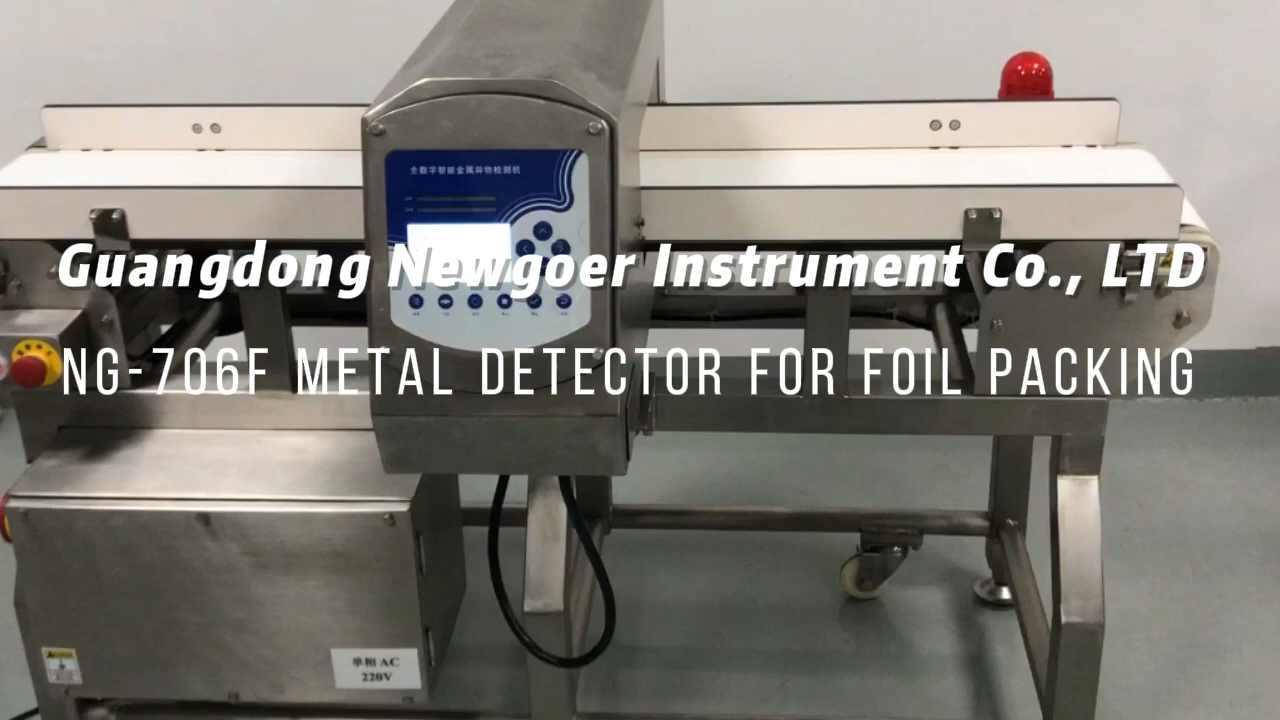 全数字智能金属异物检测机
Guangdong Newgoer Instrument Co., LTD
NG-706F METAL DETECTOR FOR FOIL PACKING
单相 AC
220V